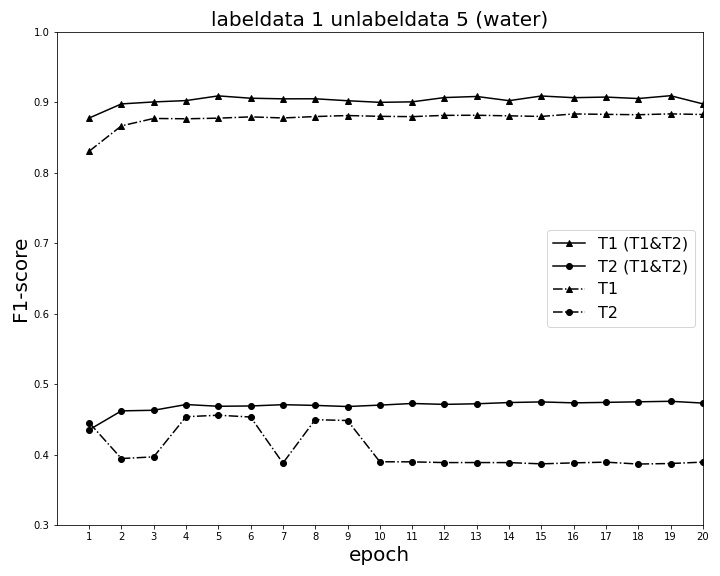 labeldata 1 unlabeldata 5 (water)
1.0
0.9
0.8
0.7
0.6
0.5
0.4
0.3
F1-score
T1 (T1&T2)
T2 (T1&T2)
T1
T2
1 2 3 4 5 6 7 8 9 10 11 12 13 14 15 16 17 18 19 20
epoch